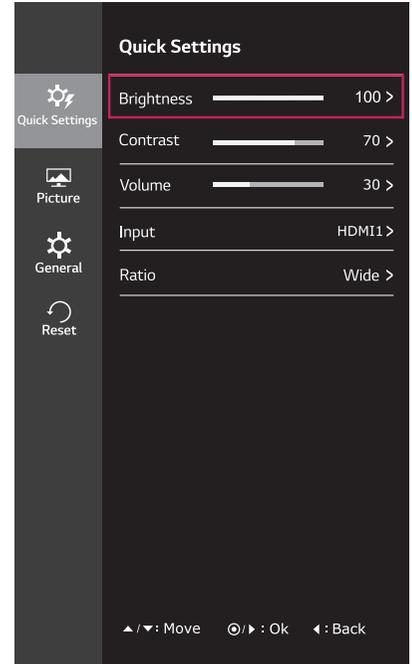 Quick Settings
Quick Settings
Brightness 100 >
Contrast 70 >
Volume 30 >
Input HDMI1 >
Ratio Wide >
Picture
General
Reset
▲/▼: Move ◉/▶ : Ok ◀ : Back